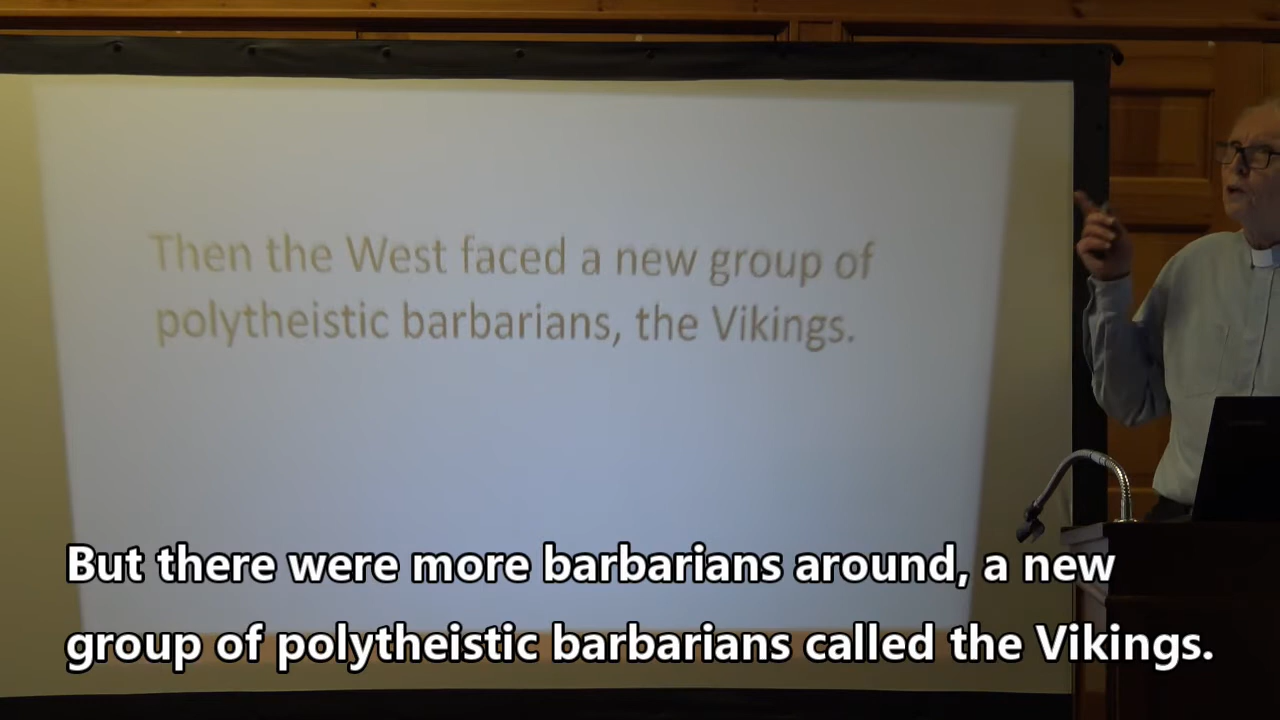 Then the West faced a new group of
polytheistic barbarians, the Vikings.
But there were more barbarians around, a new
group of polytheistic barbarians called the Vikings.